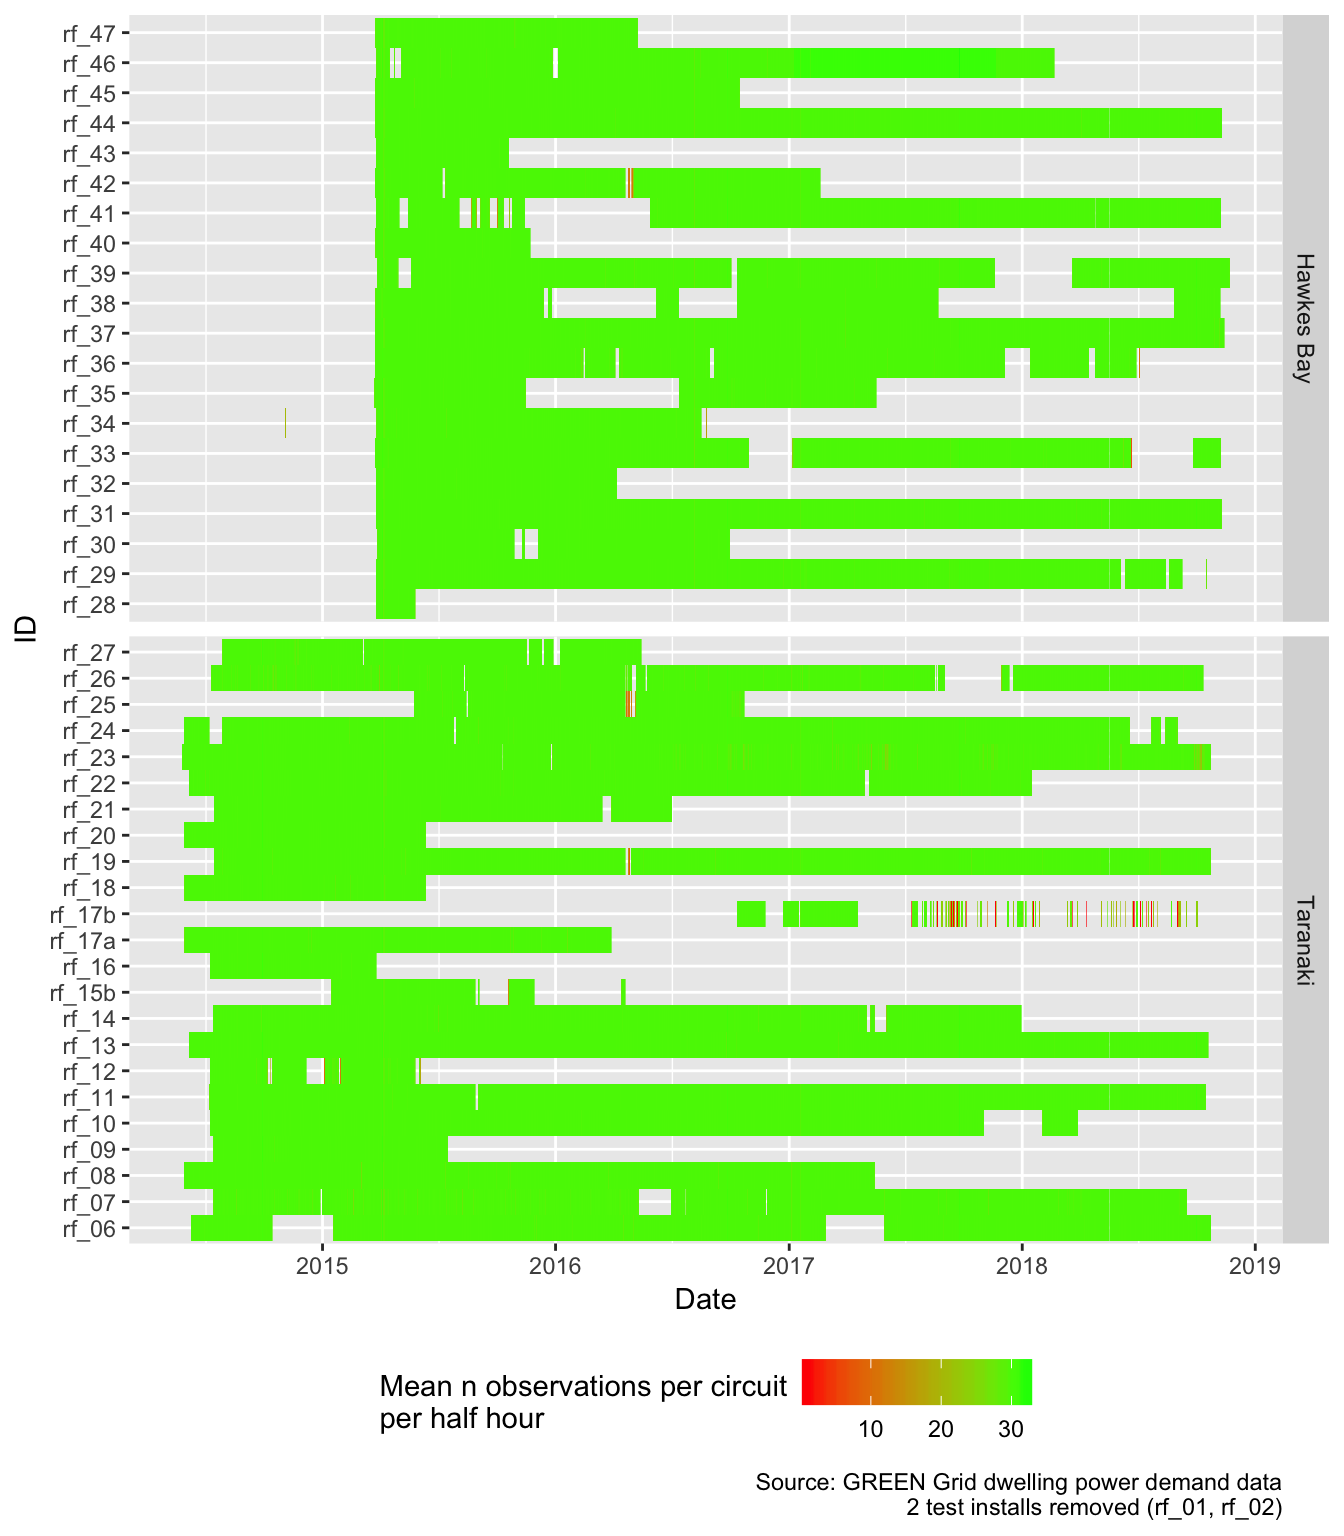 rf_47
rf_46
rf_45
rf_44
rf_43
rf_42
rf_41
rf_40
rf_39
rf_38
rf_37
rf_36
rf_35
rf_34
rf_33
rf_32
rf_31
rf_30
rf_29
rf_28
Hawkes Bay
ID
rf_27
rf_26
rf_25
rf_24
rf_23
rf_22
rf_21
rf_20
rf_19
rf_18
rf_17b
rf_17a
rf_16
rf_15b
rf_14
rf_13
rf_12
rf_11
rf_10
rf_09
rf_08
rf_07
rf_06
Taranaki
2015 2016 2017 2018 2019
Date
Mean n observations per circuit
per half hour
10 20 30
Source: GREEN Grid dwelling power demand data
2 test installs removed (rf_01, rf_02)